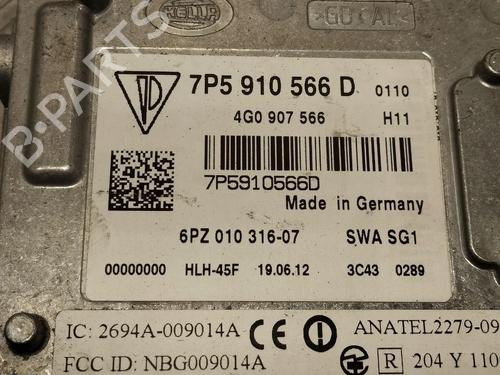 B-PARTS
HELLA
7P5 910 566 D 0110
4G0 907 566 H11
7P5910566D
Made in Germany
6PZ 010 316-07 SWA SG1
00000000 HLH-45F 19.06.12 3C43 0289
IC: 2694A-009014A CE ANATEL2279-09
FCC ID: NBG009014A R 204 Y 110